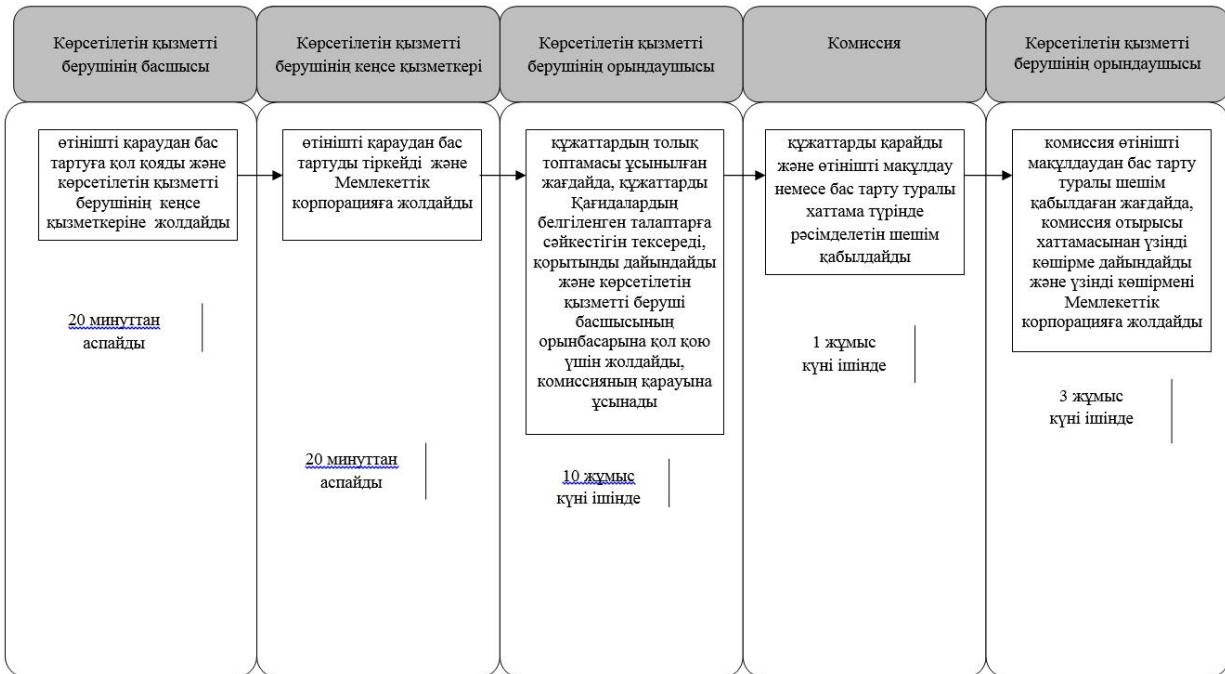 Көрсетілетін қызметті
берушінің басшысы
Көрсетілетін қызметті
берушінің кеңсе қызметкері
Көрсетілетін қызметті
берушінің орындаушысы
Комиссия
Көрсетілетін қызметті
берушінің орындаушысы
өтінішті қараудан бас
тартуға қол қояды және
көрсетілетін қызметті
берушінің кеңсе
қызметкеріне жолдайды
20 минуттан
аспайды
өтінішті қараудан бас
тартуды тіркейді және
Мемлекеттік
корпорацияға жолдайды
20 минуттан
аспайды
құжаттардың толық
топтамасы ұсынылған
жағдайда, құжаттарды
Қағидалардың
белгіленген талаптарға
сәйкестігін тексереді,
қорытынды дайындайды
және көрсетілетін
қызметті беруші
басшысының
орынбасарына қол қою
үшін жолдайды,
комиссияның қарауына
ұсынады
10 жұмыс
күні ішінде
құжаттарды қарайды
және өтінішті мақұлдау
немесе бас тарту туралы
хаттама түрінде
рәсімделетін шешім
қабылдайды
1 жұмыс
күні ішінде
комиссия өтінішті
мақұлдаудан бас тарту
туралы шешім
қабылдаған жағдайда,
комиссия отырысы
хаттамасынан үзінді
көшірме дайындайды
және үзінді көшірмені
Мемлекеттік
корпорацияға жолдайды
3 жұмыс
күні ішінде